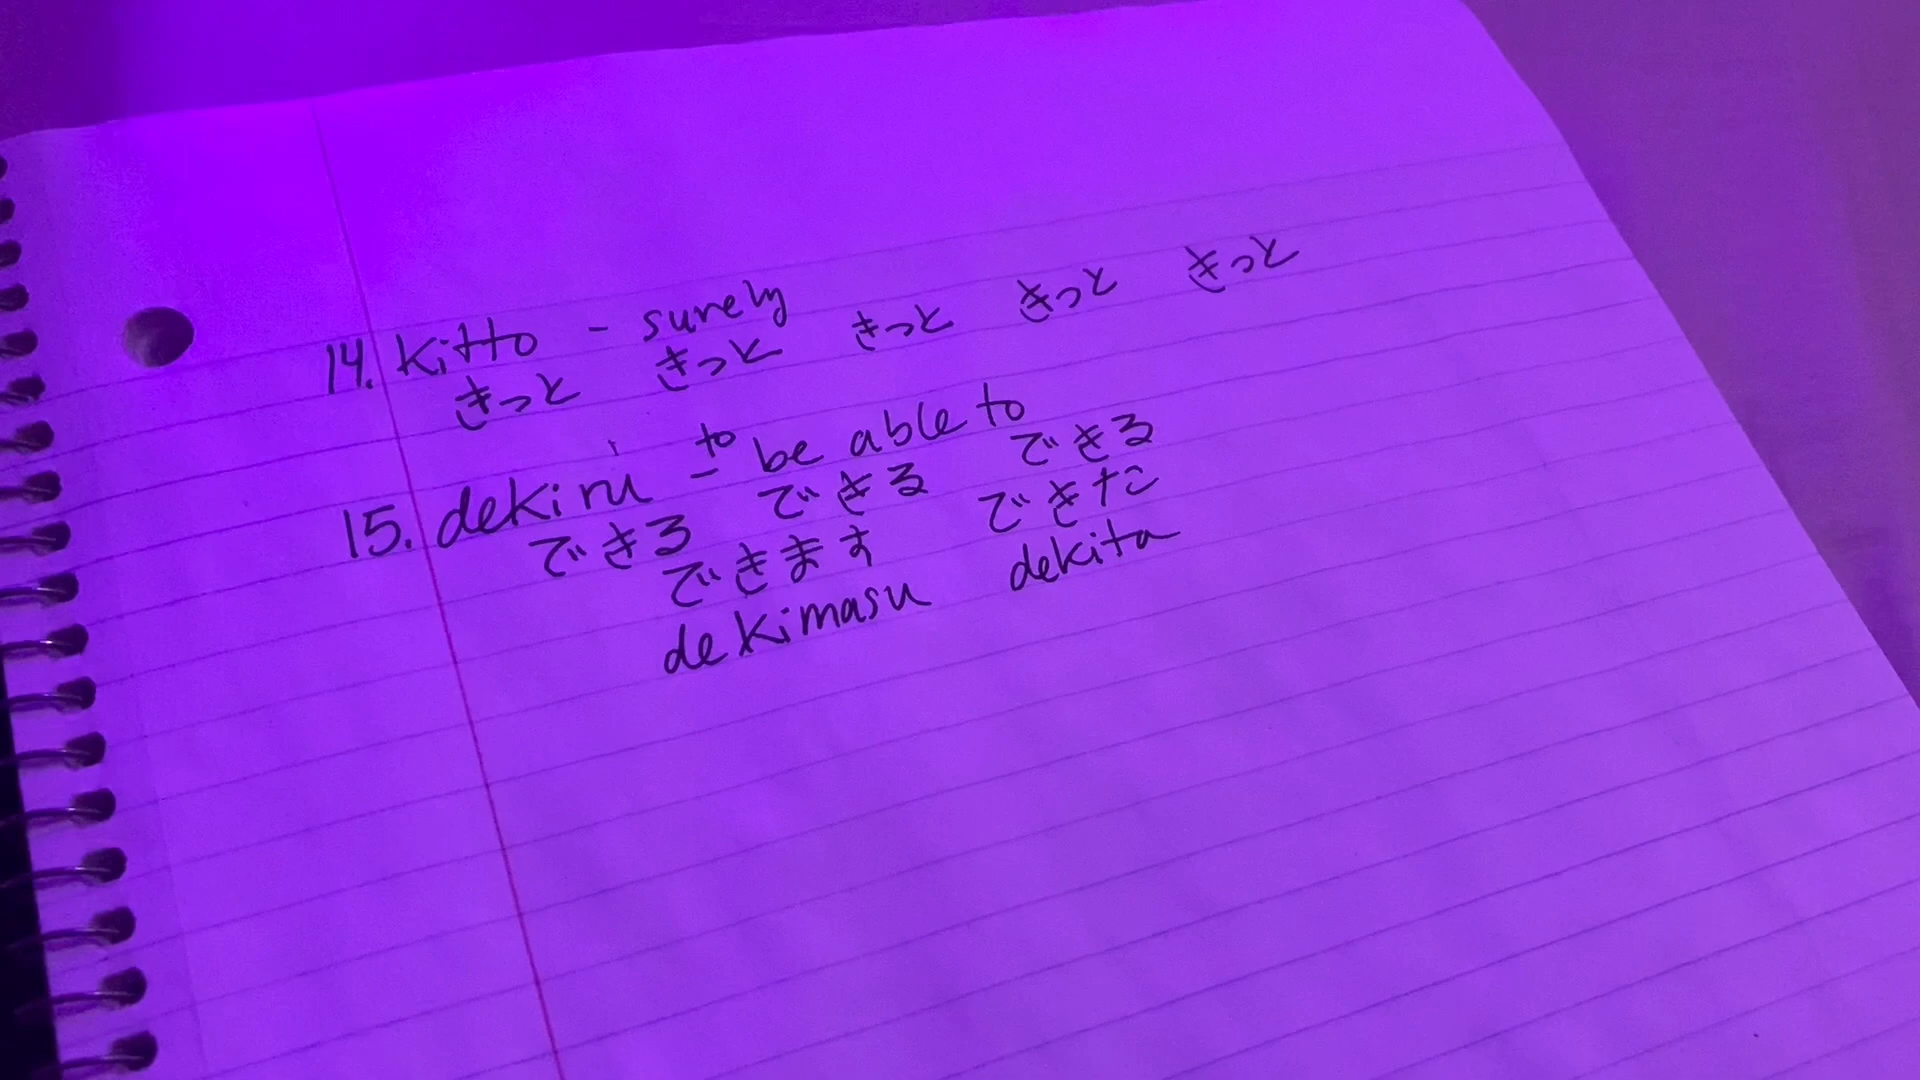 14. Kitto - surely
きっと きっと きっと きっと きっと
15. dekiru - to be able to
できる できる できる
できます できた
dekimasu dekita